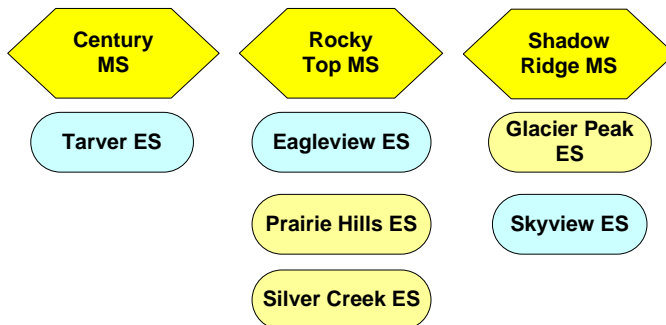 Century
MS
Rocky
Top MS
Shadow
Ridge MS
Tarver ES
Eagleview ES
Glacier Peak
ES
Prairie Hills ES
Skyview ES
Silver Creek ES